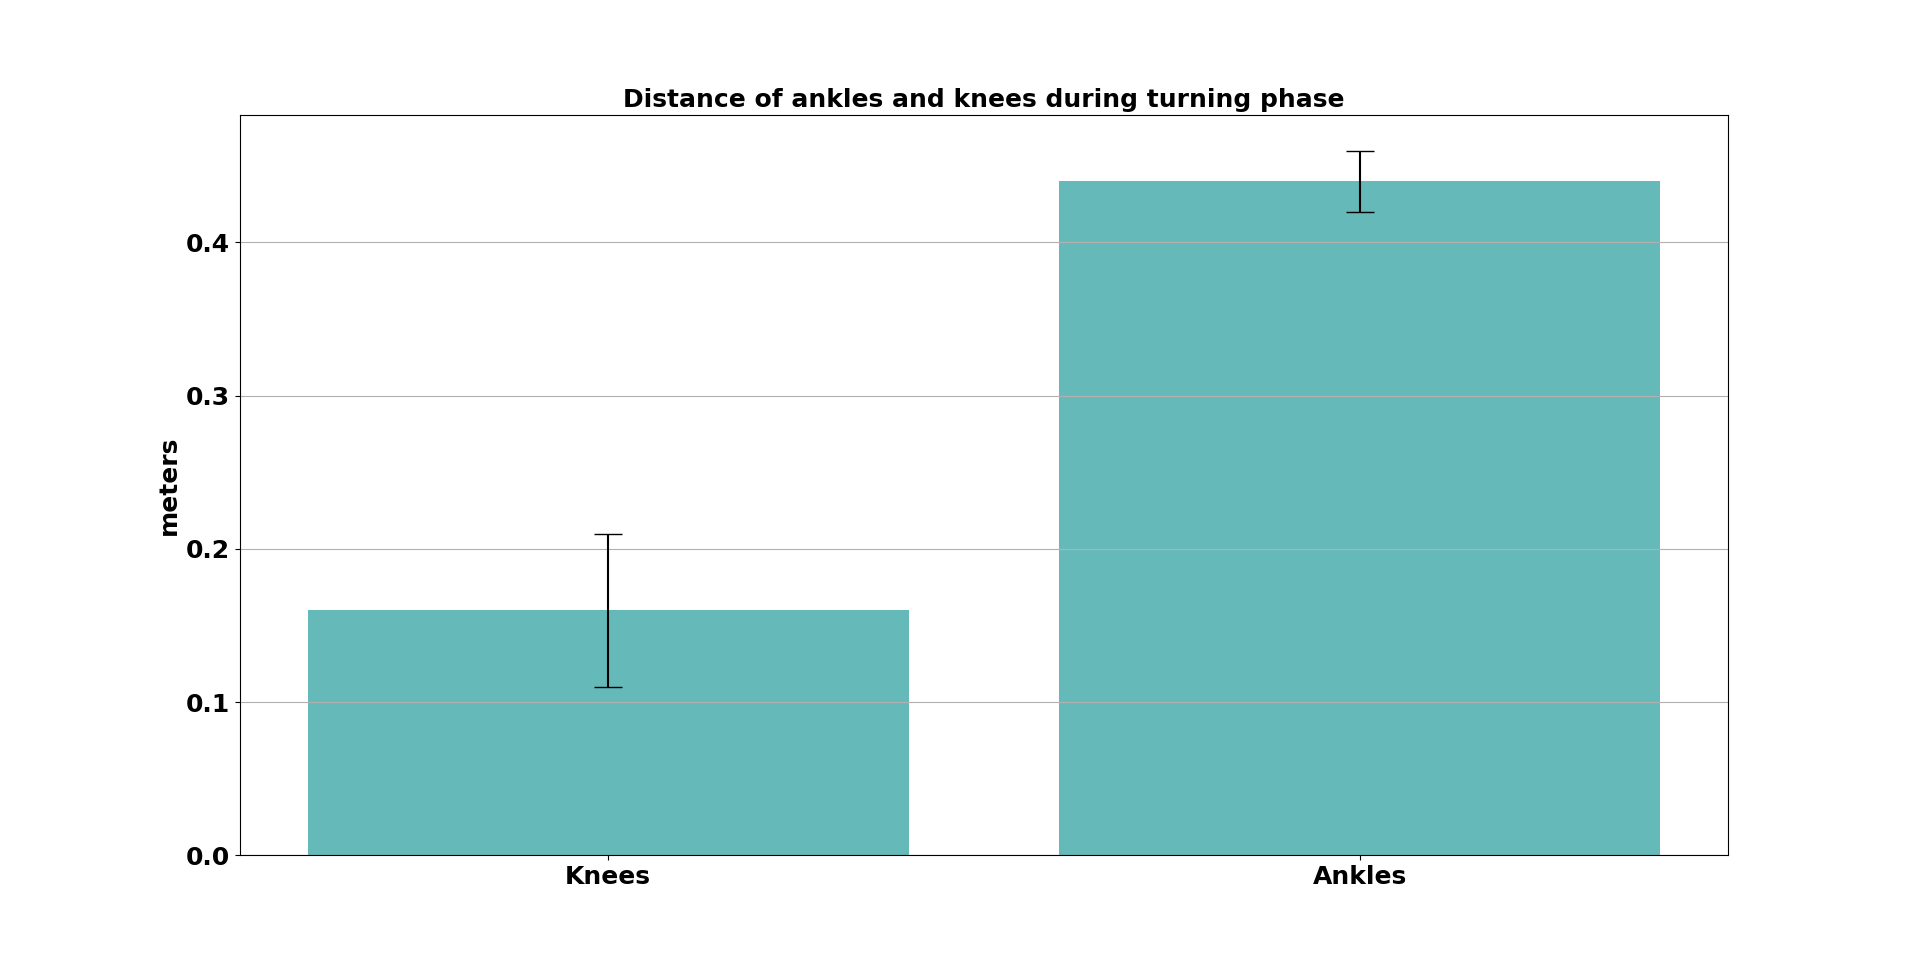 Distance of ankles and knees during turning phase
meters
0.4
0.3
0.2
0.1
0.0
Knees
Ankles